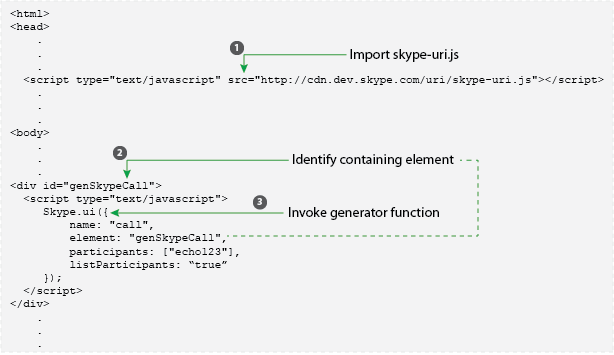 <html>
<head>
.
.
1 Import skype-uri.js
.
<script type="text/javascript" src="http://cdn.dev.skype.com/uri/skype-uri.js"></script>
.
.
.
<body>
.
.
2 Identify containing element
.
<div id="genSkypeCall">
<script type="text/javascript">
Skype.ui({ 3 Invoke generator function
name: "call",
element: "genSkypeCall",
participants: ["echo123"],
listParticipants: “true”
});
</script>
</div>
.
.
.